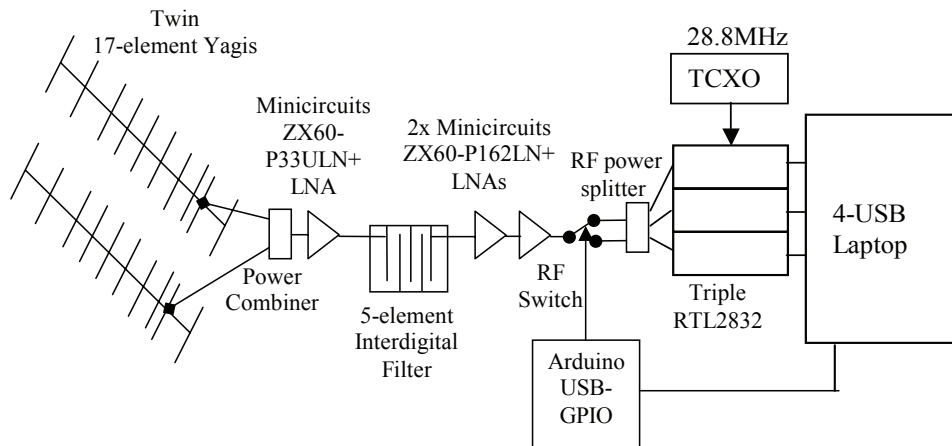 Twin
17-element Yagis
Minicircuits
ZX60-
P33ULN+
LNA
Power
Combiner
5-element
Interdigital
Filter
2x Minicircuits
ZX60-P162LN+
LNAs
RF
Switch
RF power
splitter
28.8MHz
TCXO
Triple
RTL2832
Arduino
USB-
GPIO
4-USB
Laptop